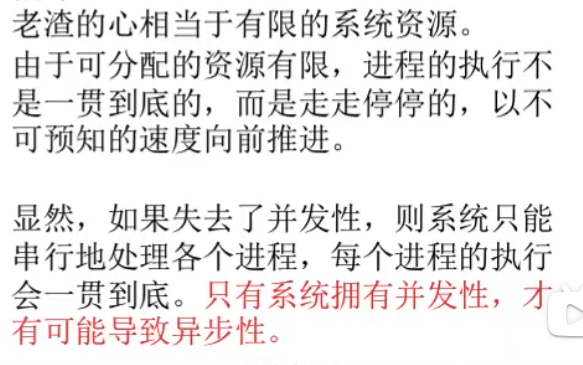 老渣的心相当于有限的系统资源。
由于可分配的资源有限，进程的执行不
是一贯到底的，而是走走停停的，以不
可预知的速度向前推进。
显然，如果失去了并发性，则系统只能
串行地处理各个进程，每个进程的执行
会一贯到底。只有系统拥有并发性，才
有可能导致异步性。